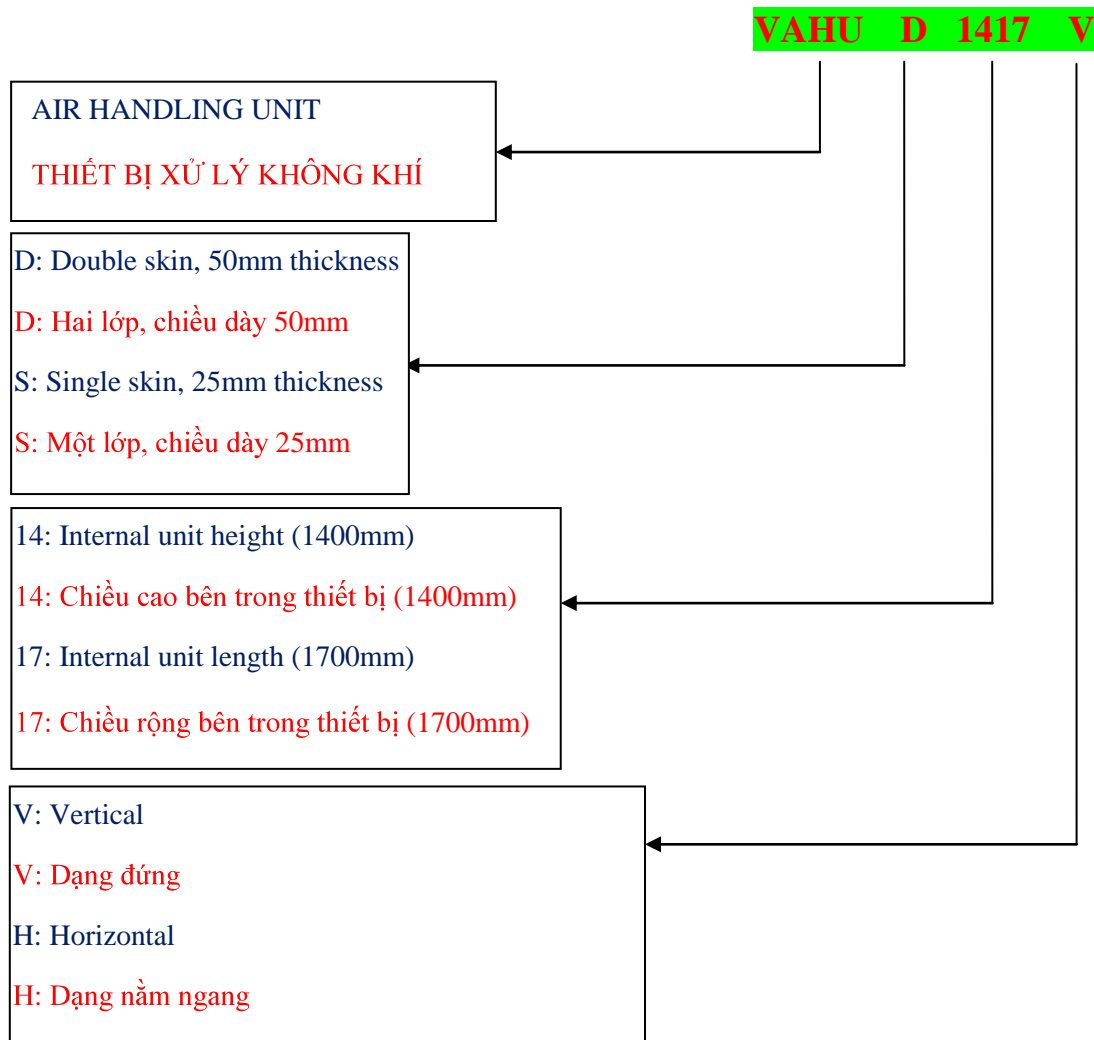 VAHU D 1417 V
AIR HANDLING UNIT
THIẾT BỊ XỬ LÝ KHÔNG KHÍ
D: Double skin, 50mm thickness
D: Hai lớp, chiều dày 50mm
S: Single skin, 25mm thickness
S: Một lớp, chiều dày 25mm
14: Internal unit height (1400mm)
14: Chiều cao bên trong thiết bị (1400mm)
17: Internal unit length (1700mm)
17: Chiều rộng bên trong thiết bị (1700mm)
V: Vertical
V: Dạng đứng
H: Horizontal
H: Dạng nằm ngang